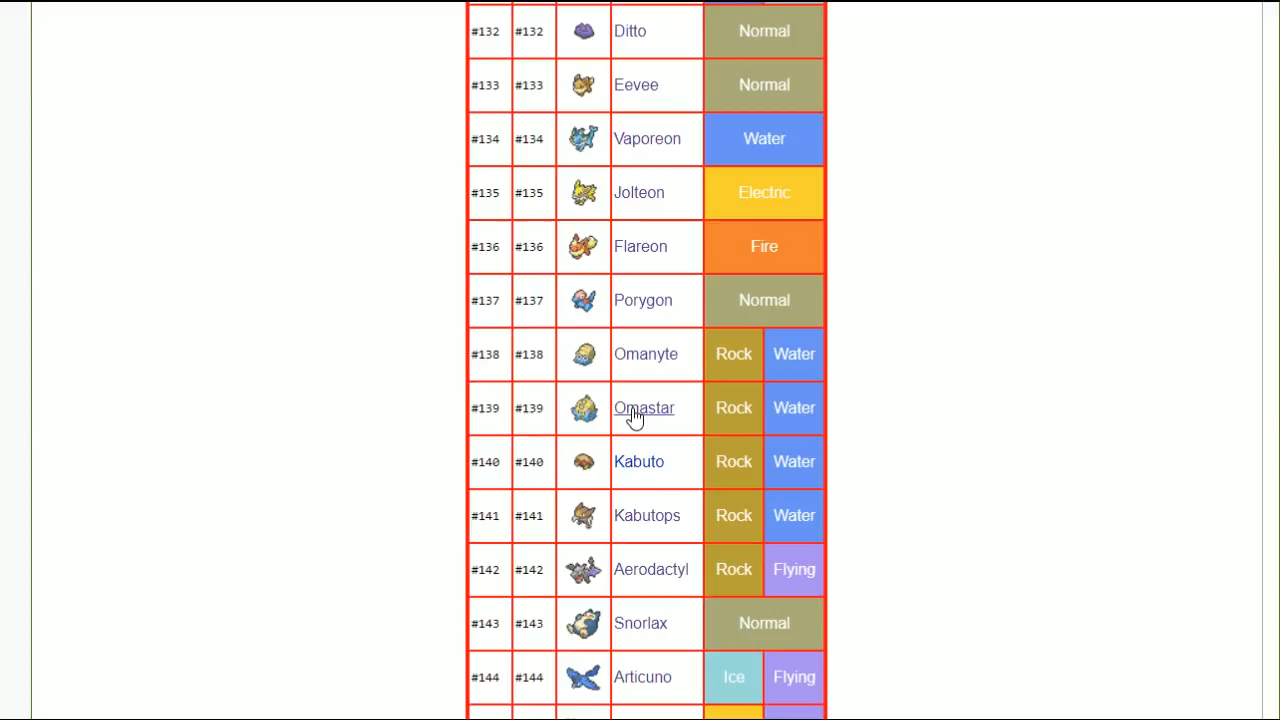 #132 #132 Ditto Normal
#133 #133 Eevee Normal
#134 #134 Vaporeon Water
#135 #135 Jolteon Electric
#136 #136 Flareon Fire
#137 #137 Porygon Normal
#138 #138 Omanyte Rock Water
#139 #139 Omastar Rock Water
#140 #140 Kabuto Rock Water
#141 #141 Kabutops Rock Water
#142 #142 Aerodactyl Rock Flying
#143 #143 Snorlax Normal
#144 #144 Articuno Ice Flying